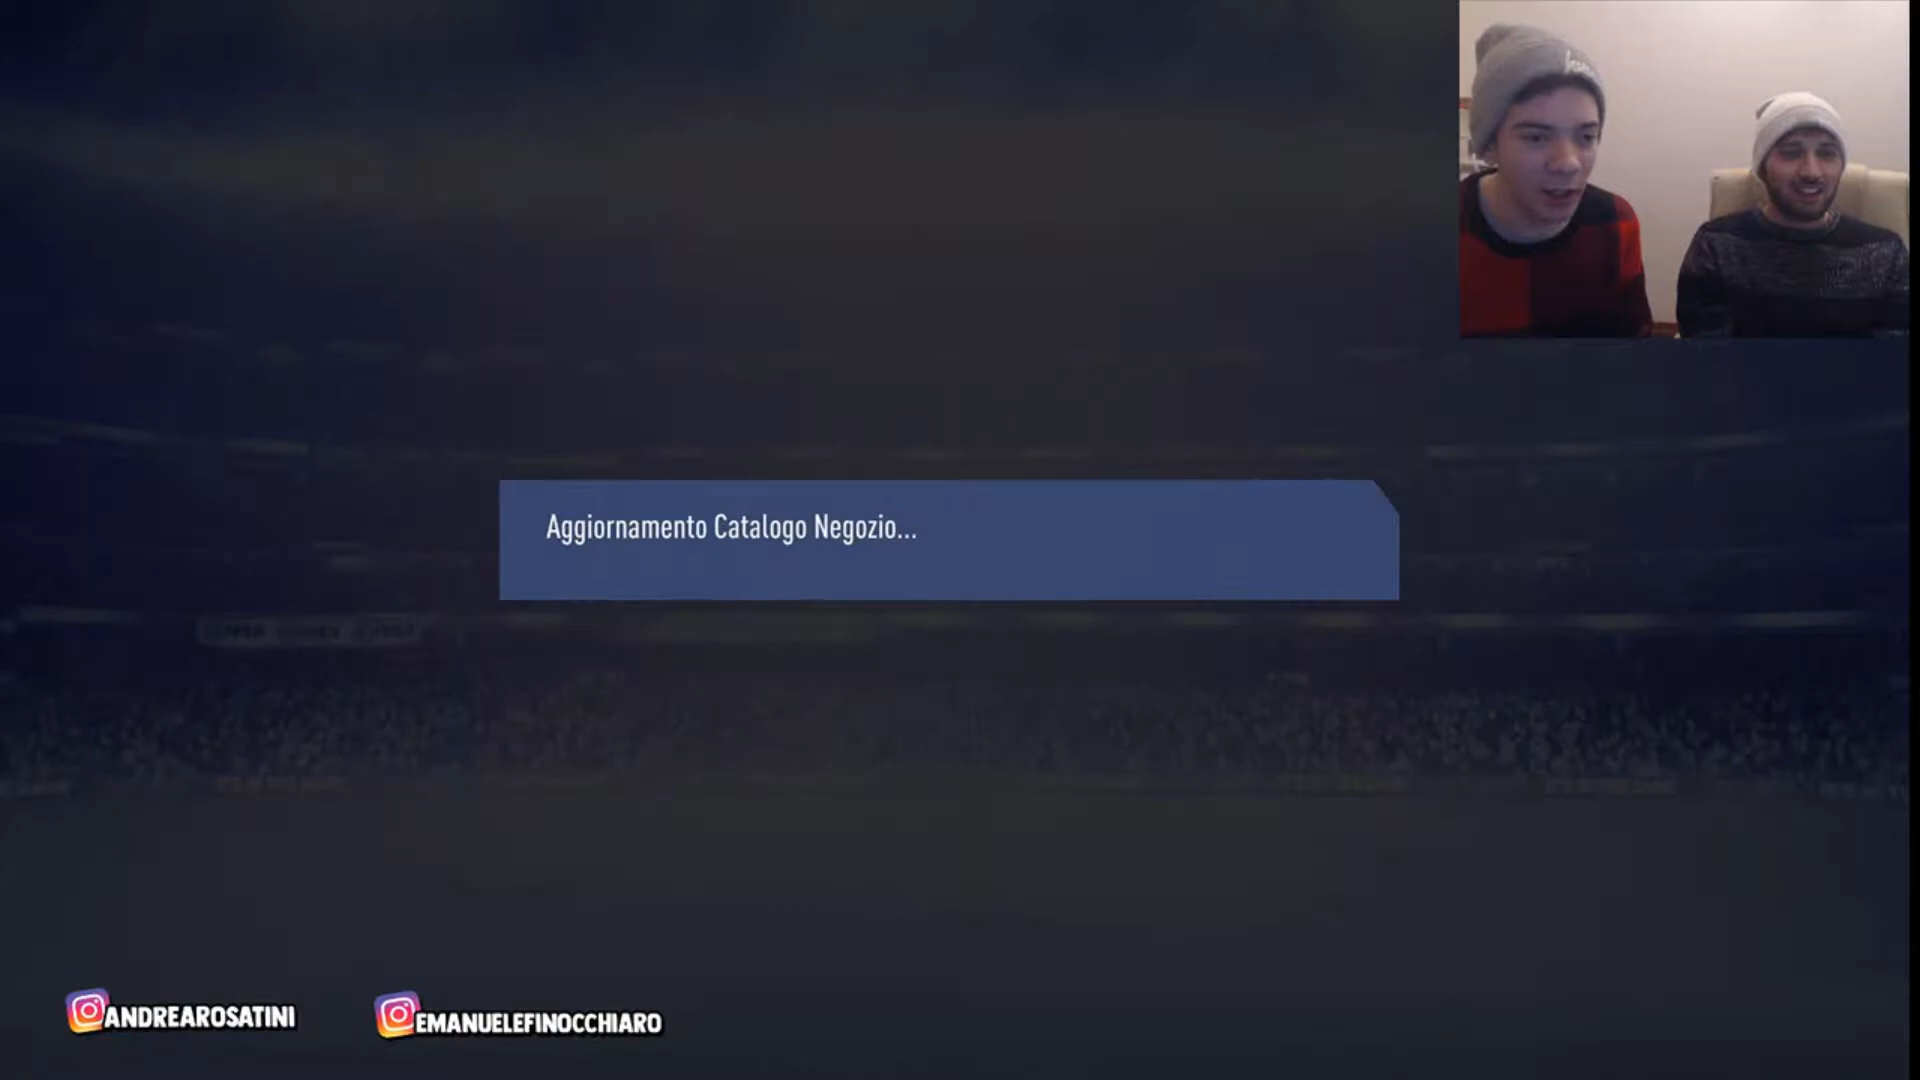 Aggiornamento Catalogo Negozio...
ANDREAROSATINI
EMANUELEFINOCCHIARO